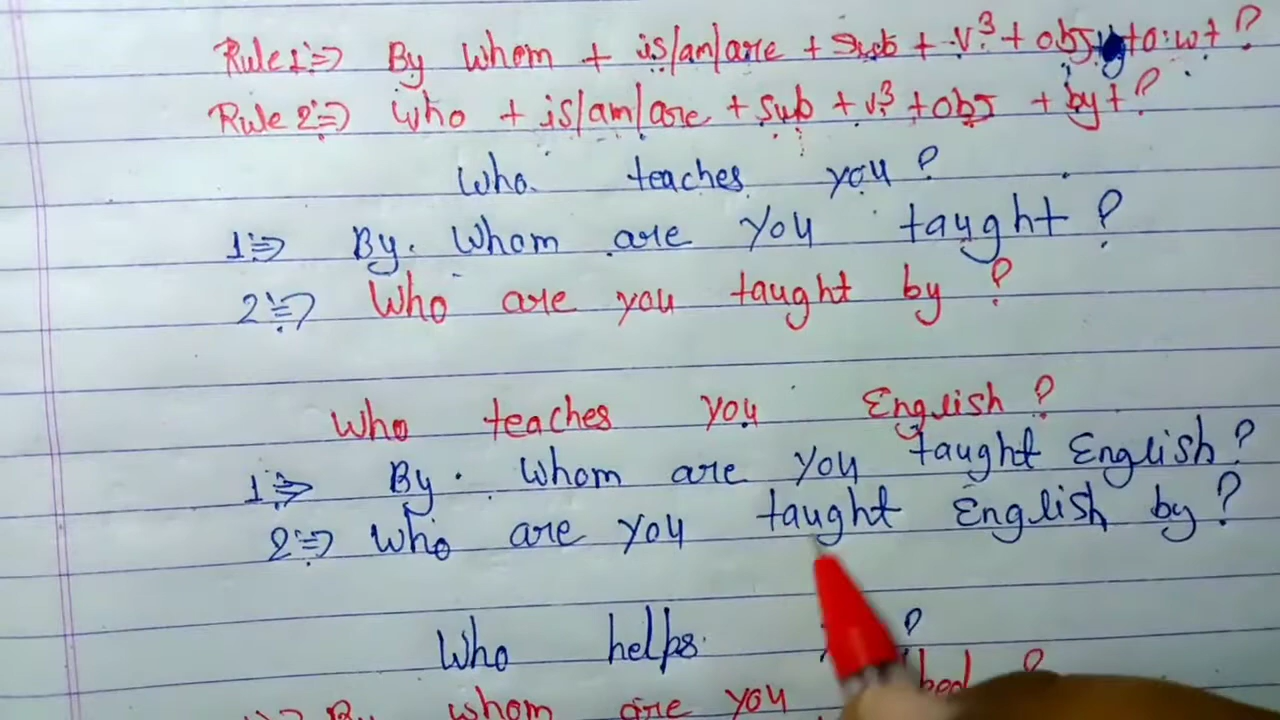 Rule 1:⇒ By whom + is/am/are + sub + v³ + obj + o.wt ?
Rule 2:⇒ who + is/am/are + sub + v³ + obj + by + ?
Who teaches you ?
1:⇒ By. Whom are you taught ?
2:⇒ Who are you taught by ?
Who teaches you English ?
1:⇒ By. whom are you taught English ?
2:⇒ Who are you taught English by ?
Who helps ?
whom are you ?